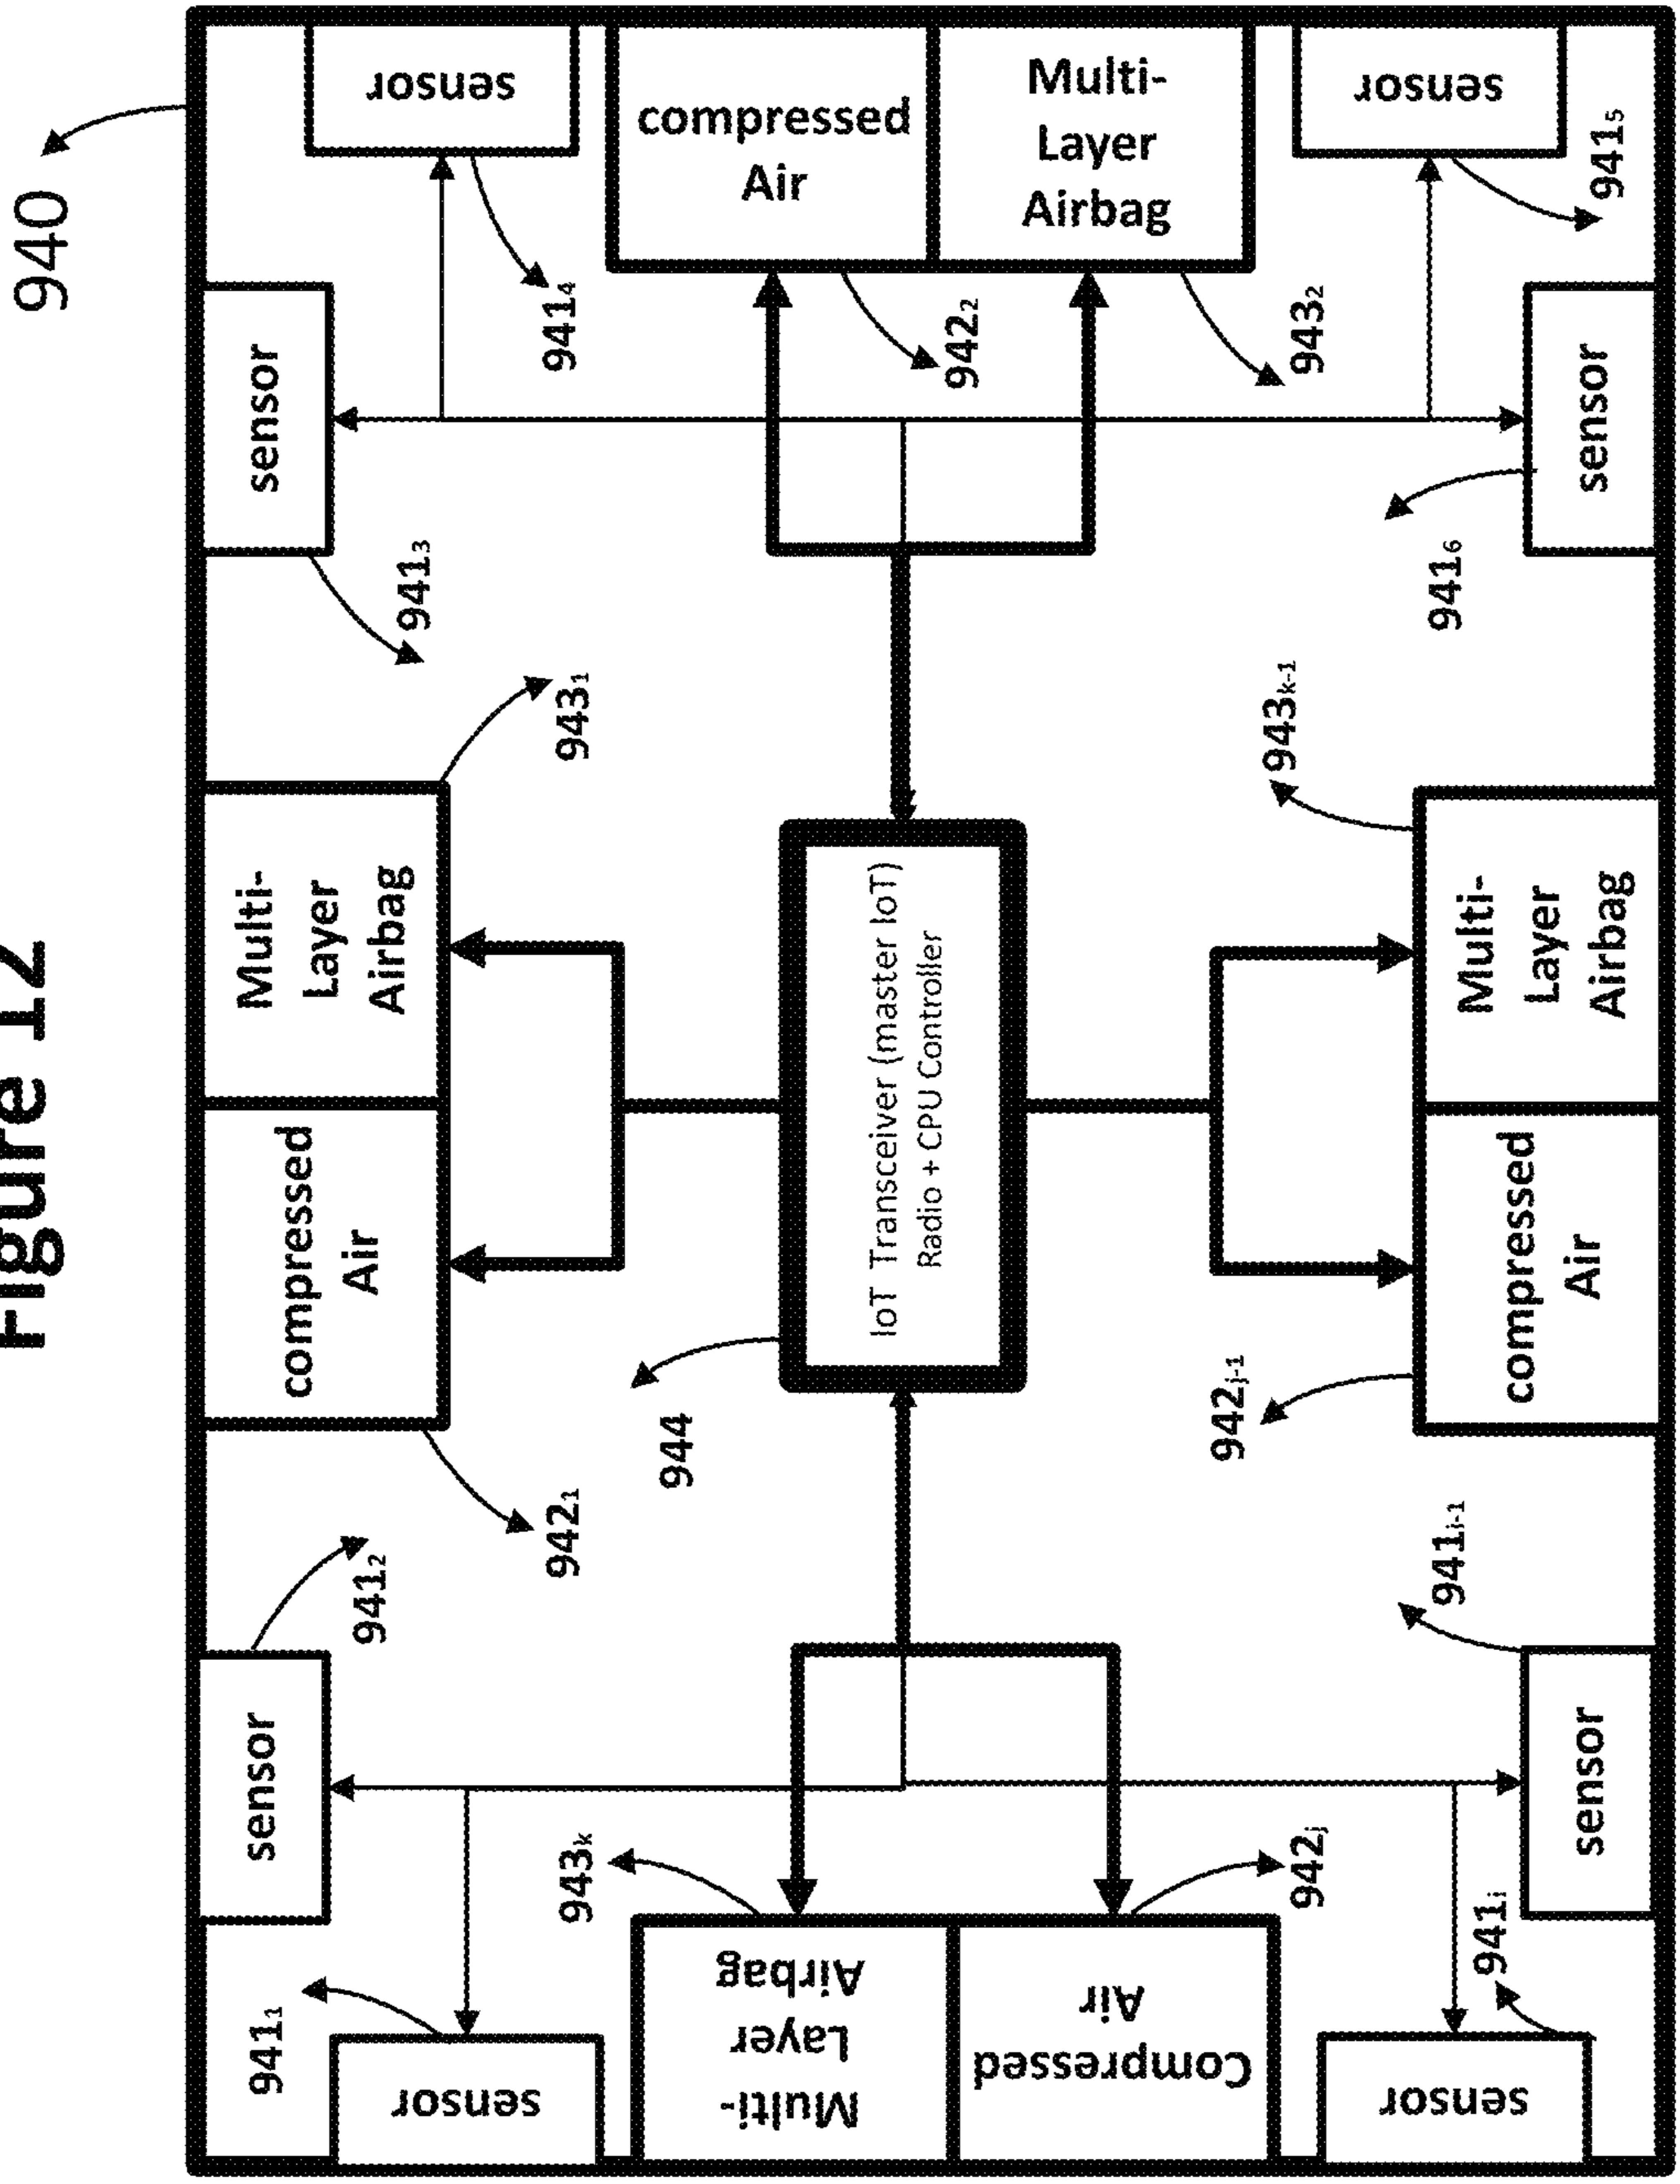 Figure 12
940
sensor
941₁
sensor
941₂
compressed
Air
942₁
Multi-
Layer
Airbag
943₁
sensor
941₃
sensor
941₄
Multi-
Layer
Airbag
943ₖ
Compressed
Air
942ⱼ
944
IoT Transceiver (master IoT)
Radio + CPU Controller
compressed
Air
942₂
Multi-
Layer
Airbag
943₂
sensor
941ᵢ
sensor
941ᵢ₋₁
compressed
Air
942ⱼ₋₁
Multi-
Layer
Airbag
943ₖ₋₁
sensor
941₆
sensor
941₅